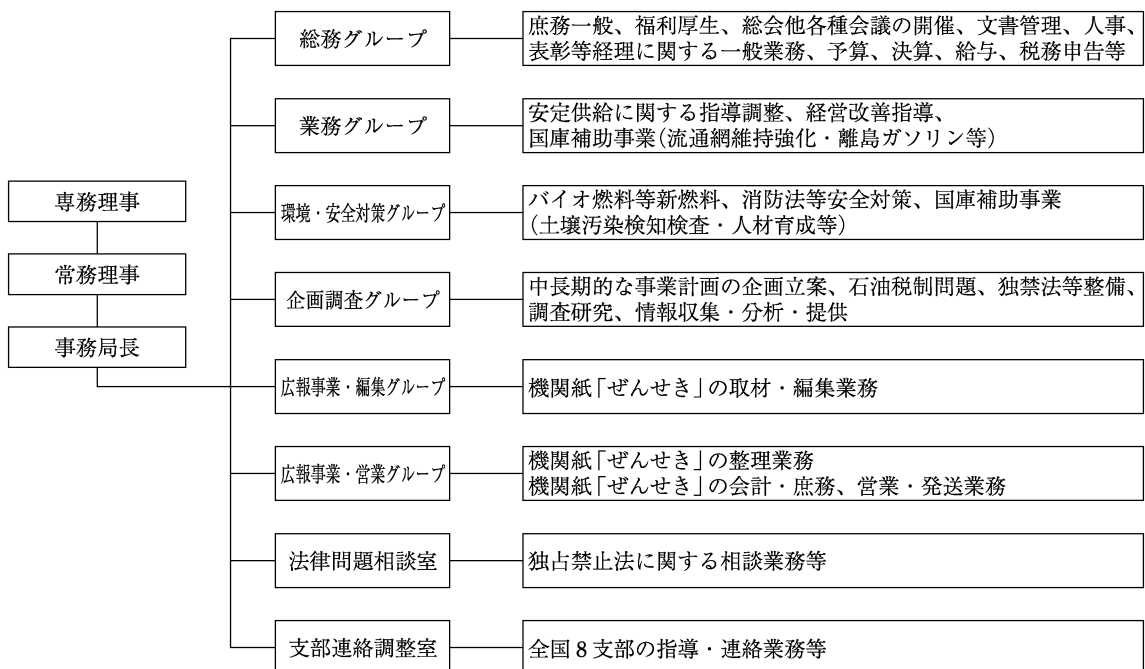 専務理事
常務理事
事務局長
総務グループ
庶務一般、福利厚生、総会他各種会議の開催、文書管理、人事、
表彰等経理に関する一般業務、予算、決算、給与、税務申告等
業務グループ
安定供給に関する指導調整、経営改善指導、
国庫補助事業(流通網維持強化・離島ガソリン等)
環境・安全対策グループ
バイオ燃料等新燃料、消防法等安全対策、国庫補助事業
(土壌汚染検知検査・人材育成等)
企画調査グループ
中長期的な事業計画の企画立案、石油税制問題、独禁法等整備、
調査研究、情報収集・分析・提供
広報事業・編集グループ
機関紙「ぜんせき」の取材・編集業務
広報事業・営業グループ
機関紙「ぜんせき」の整理業務
機関紙「ぜんせき」の会計・庶務、営業・発送業務
法律問題相談室
独占禁止法に関する相談業務等
支部連絡調整室
全国8支部の指導・連絡業務等